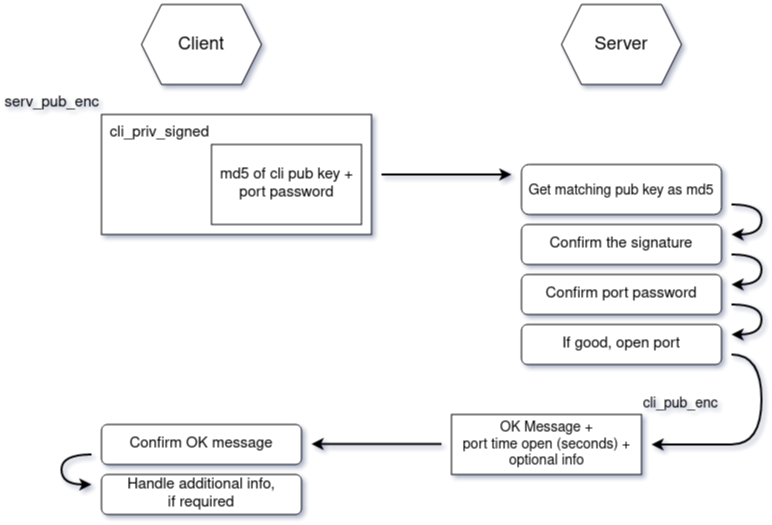 Client
Server
serv_pub_enc
cli_priv_signed
md5 of cli pub key +
port password
Get matching pub key as md5
Confirm the signature
Confirm port password
If good, open port
cli_pub_enc
OK Message +
port time open (seconds) +
optional info
Confirm OK message
Handle additional info,
if required